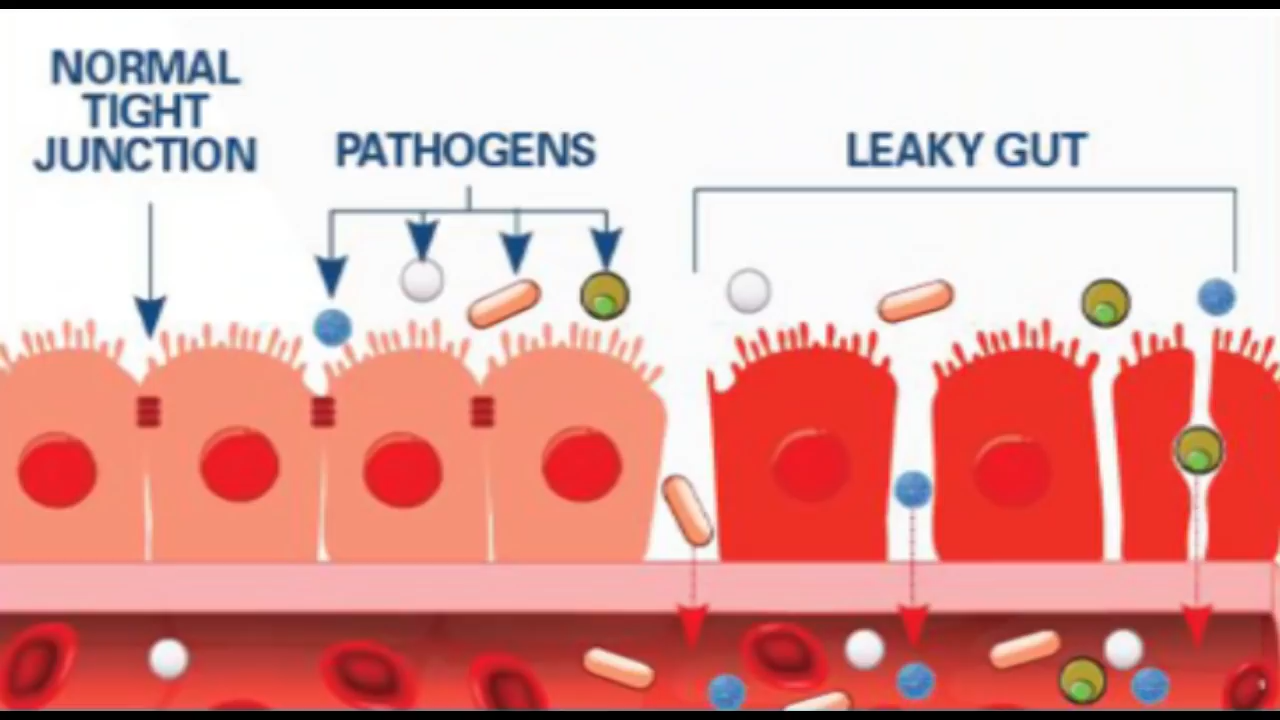 NORMAL
TIGHT
JUNCTION
PATHOGENS
LEAKY GUT